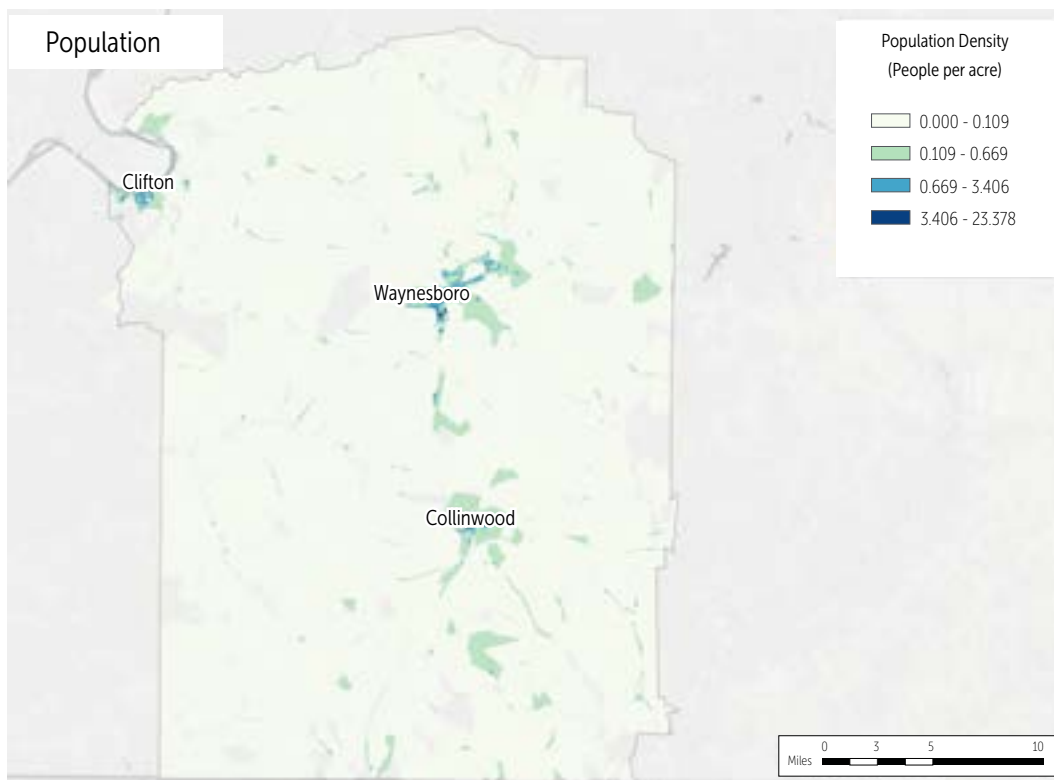 Population
Population Density
(People per acre)
0.000 - 0.109
0.109 - 0.669
0.669 - 3.406
3.406 - 23.378
Clifton
Waynesboro
Collinwood
Miles 0 3 5 10